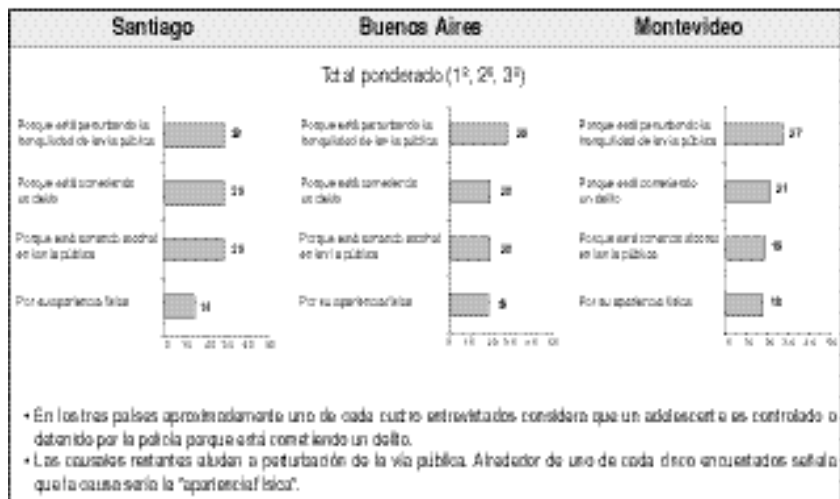 Santiago Buenos Aires Montevideo
Total ponderado (1º, 2º, 3º)
Porque está perturbando la
tranquilidad de la vía pública
Porque está cometiendo
un delito
Porque está tomando alcohol
en la vía pública
Por su apariencia física
Porque está perturbando la
tranquilidad de la vía pública
Porque está cometiendo
un delito
20
Porque está tomando alcohol
en la vía pública
20
Por su apariencia física
Porque está perturbando la
tranquilidad de la vía pública
27
Porque está cometiendo
un delito
21
Porque está tomando alcohol
en la vía pública
Por su apariencia física
18
• En los tres países aproximadamente uno de cada cuatro entrevistados considera que un adolescente es controlado o
detenido por la policía porque está cometiendo un delito.
• Las causales restantes aluden a perturbación de la vía pública. Alrededor de uno de cada cinco encuestados señala
que la causa sería la "apariencia física".